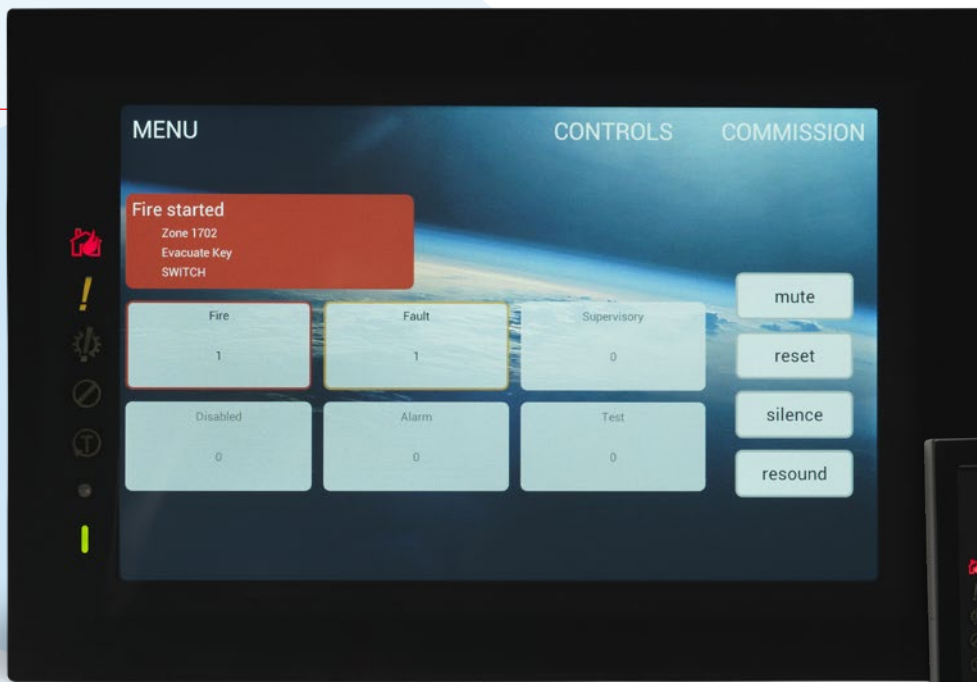 MENU CONTROLS COMMISSION
Fire started
Zone 1702
Evacuate Key
SWITCH
mute
Fire Fault Supervisory
1 1 0
reset
Disabled Alarm Test
silence
0 0 0
resound